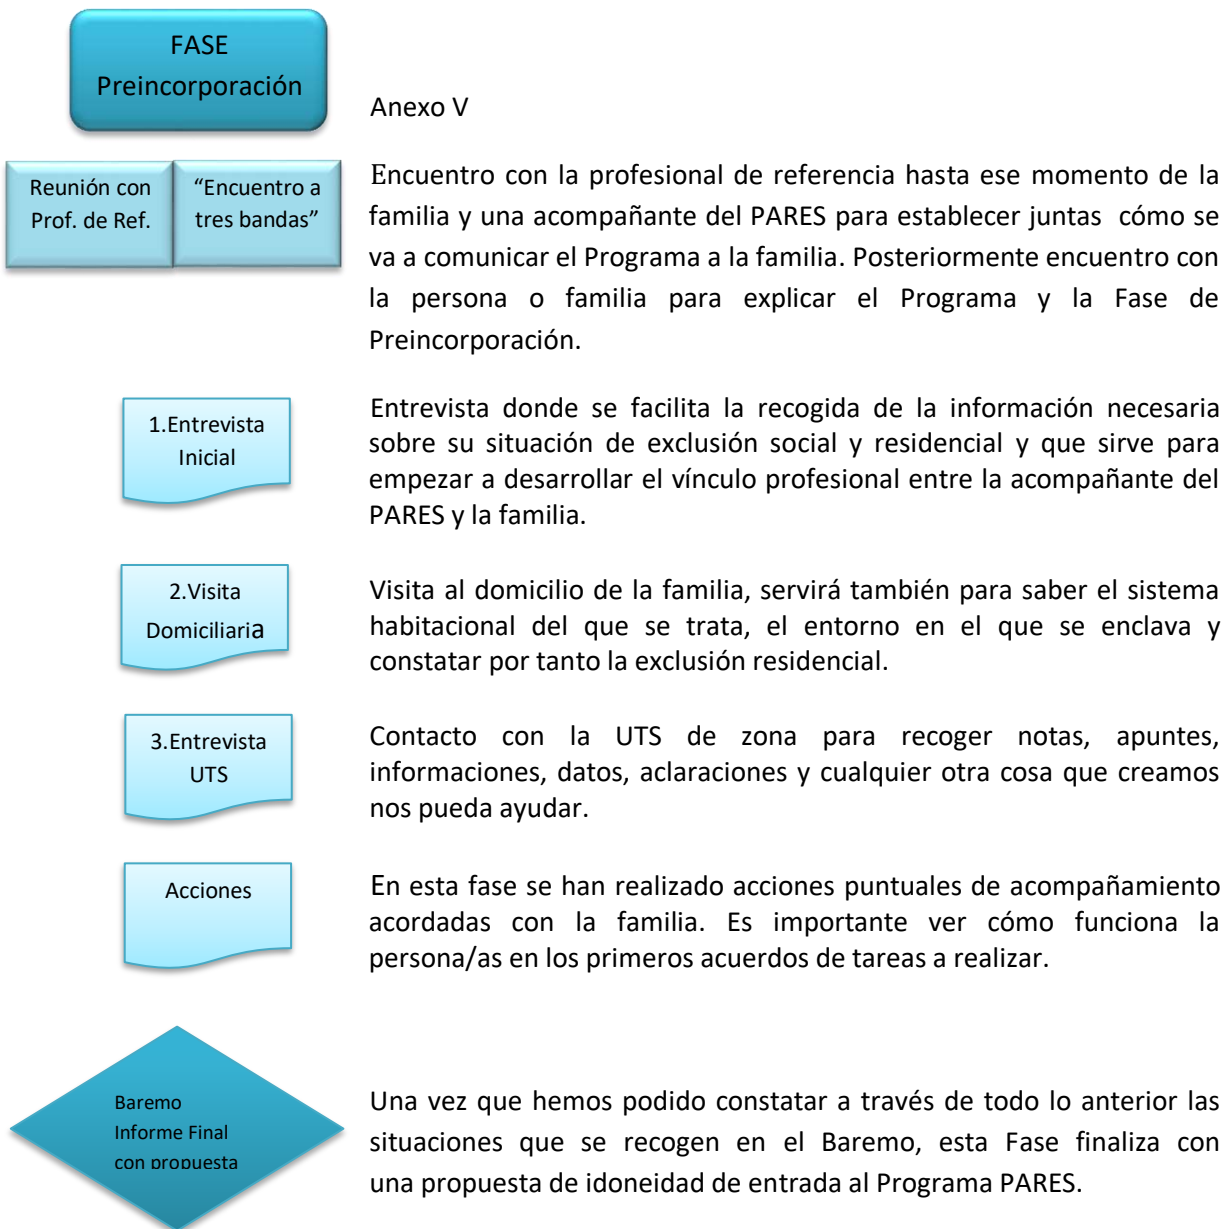 FASE
Preincorporación
Anexo V
Reunión con
Prof. de Ref.
“Encuentro a
tres bandas”
Encuentro con la profesional de referencia hasta ese momento de la
familia y una acompañante del PARES para establecer juntas cómo se
va a comunicar el Programa a la familia. Posteriormente encuentro con
la persona o familia para explicar el Programa y la Fase de
Preincorporación.
1.Entrevista
Inicial
Entrevista donde se facilita la recogida de la información necesaria
sobre su situación de exclusión social y residencial y que sirve para
empezar a desarrollar el vínculo profesional entre la acompañante del
PARES y la familia.
2.Visita
Domiciliaria
Visita al domicilio de la familia, servirá también para saber el sistema
habitacional del que se trata, el entorno en el que se enclava y
constatar por tanto la exclusión residencial.
3.Entrevista
UTS
Contacto con la UTS de zona para recoger notas, apuntes,
informaciones, datos, aclaraciones y cualquier otra cosa que creamos
nos pueda ayudar.
Acciones
En esta fase se han realizado acciones puntuales de acompañamiento
acordadas con la familia. Es importante ver cómo funciona la
persona/as en los primeros acuerdos de tareas a realizar.
Baremo
Informe Final
con propuesta
Una vez que hemos podido constatar a través de todo lo anterior las
situaciones que se recogen en el Baremo, esta Fase finaliza con
una propuesta de idoneidad de entrada al Programa PARES.